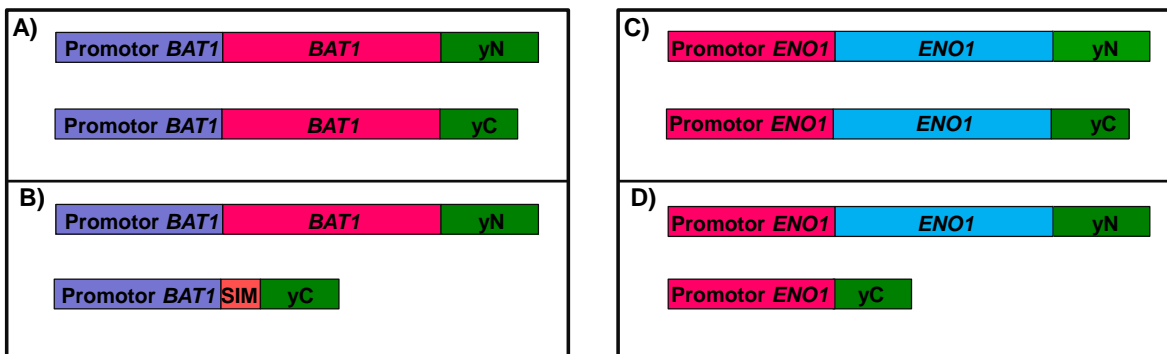 A)
Promotor BAT1 BAT1 yN
Promotor BAT1 BAT1 yC
B)
Promotor BAT1 BAT1 yN
Promotor BAT1 SIM yC
C)
Promotor ENO1 ENO1 yN
Promotor ENO1 ENO1 yC
D)
Promotor ENO1 ENO1 yN
Promotor ENO1 yC